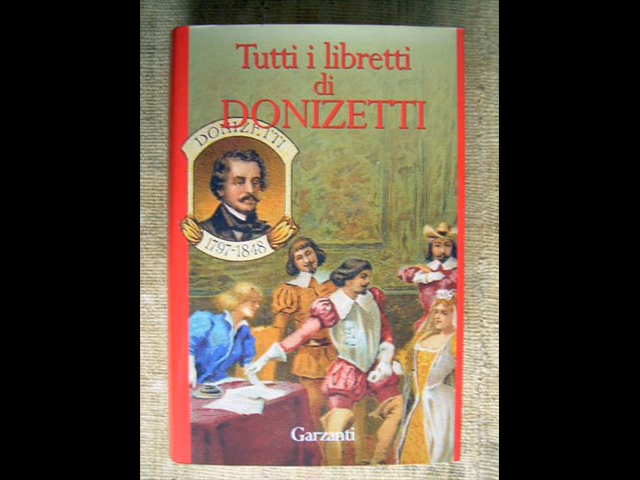 Tutti i libretti
di
DONIZETTI
DONIZETTI
1797-1848
Garzanti